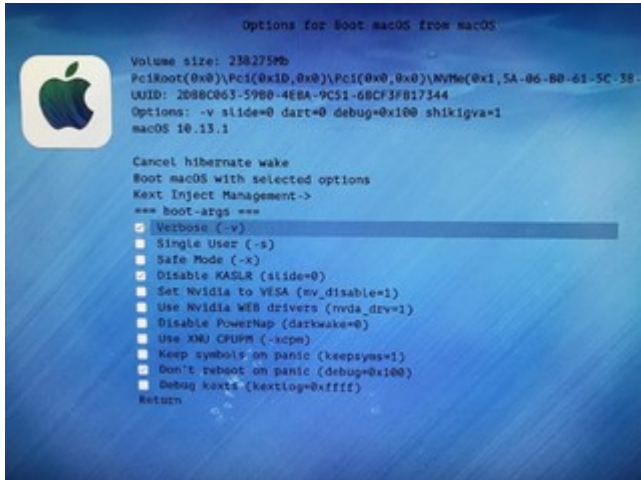 Options for Boot macOS from macOS
Volume size: 238275Mb
PciRoot(0x0)\Pci(0x1D,0x0)\Pci(0x0,0x0)\NVMe(0x1,5A-06-B0-61-5C-38-
UUID: 2D88C063-59B0-4EBA-9C51-6BCF3FB17344
Options: -v slide=0 dart=0 debug=0x100 shikigva=1
macOS 10.13.1
Cancel hibernate wake
Boot macOS with selected options
Kext Inject Management->
=== boot-args ===
Verbose (-v)
Single User (-s)
Safe Mode (-x)
Disable KASLR (slide=0)
Set Nvidia to VESA (nv_disable=1)
Use Nvidia WEB drivers (nvda_drv=1)
Disable PowerNap (darkwake=0)
Use XNU CPUPM (-xcpm)
Keep symbols on panic (keepsyms=1)
Don't reboot on panic (debug=0x100)
Debug kexts (kextlog=0xffff)
Return